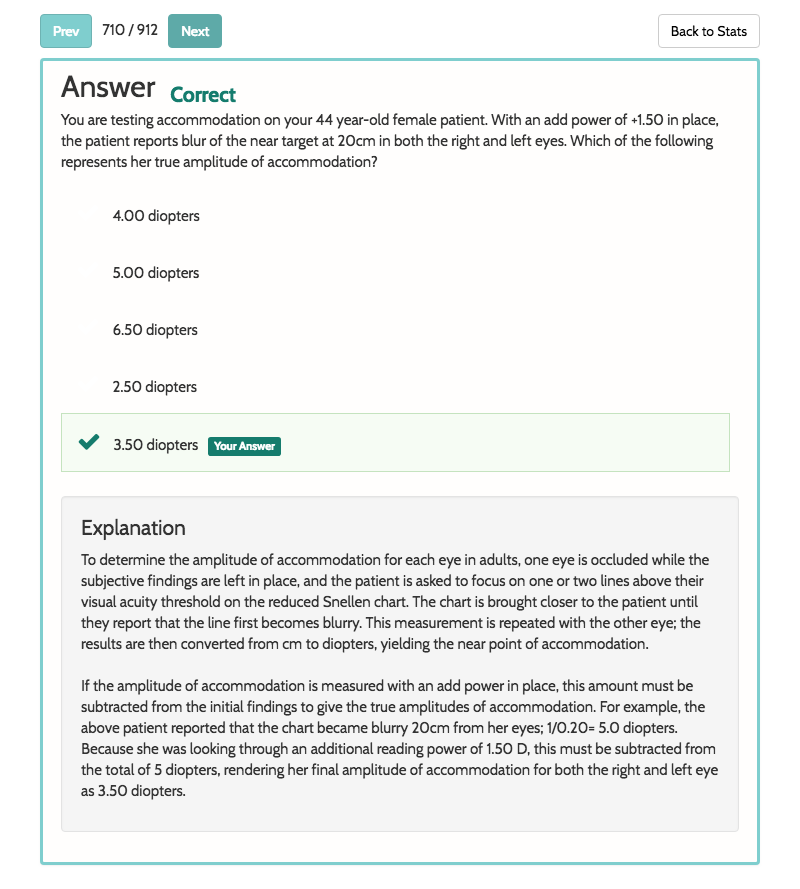 Prev 710 / 912 Next Back to Stats
Answer Correct
You are testing accommodation on your 44 year-old female patient. With an add power of +1.50 in place,
the patient reports blur of the near target at 20cm in both the right and left eyes. Which of the following
represents her true amplitude of accommodation?
4.00 diopters
5.00 diopters
6.50 diopters
2.50 diopters
3.50 diopters Your Answer
Explanation
To determine the amplitude of accommodation for each eye in adults, one eye is occluded while the
subjective findings are left in place, and the patient is asked to focus on one or two lines above their
visual acuity threshold on the reduced Snellen chart. The chart is brought closer to the patient until
they report that the line first becomes blurry. This measurement is repeated with the other eye; the
results are then converted from cm to diopters, yielding the near point of accommodation.
If the amplitude of accommodation is measured with an add power in place, this amount must be
subtracted from the initial findings to give the true amplitudes of accommodation. For example, the
above patient reported that the chart became blurry 20cm from her eyes; 1/0.20= 5.0 diopters.
Because she was looking through an additional reading power of 1.50 D, this must be subtracted from
the total of 5 diopters, rendering her final amplitude of accommodation for both the right and left eye
as 3.50 diopters.